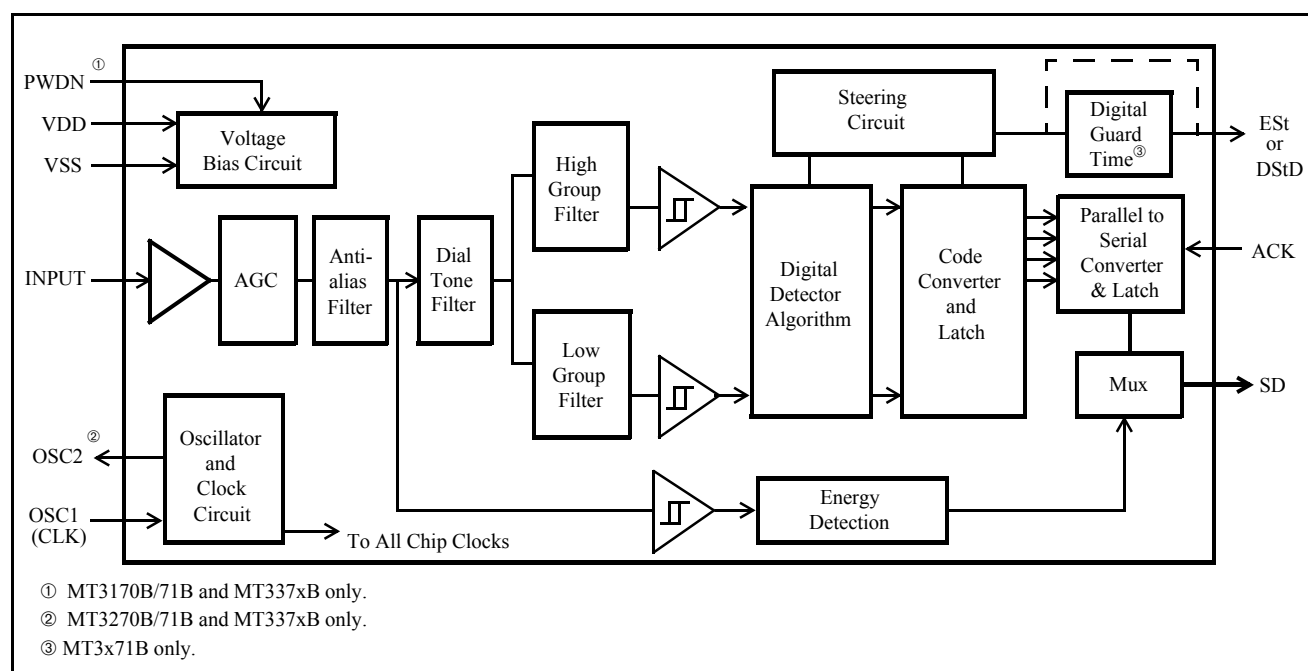 PWDN ①
VDD
VSS
Voltage
Bias Circuit
INPUT
AGC
Anti-
alias
Filter
Dial
Tone
Filter
High
Group
Filter
Low
Group
Filter
Steering
Circuit
Digital
Detector
Algorithm
Code
Converter
and
Latch
Digital
Guard
Time③
ESt
or
DStD
Parallel to
Serial
Converter
& Latch
ACK
Mux
SD
OSC2 ②
OSC1
(CLK)
Oscillator
and
Clock
Circuit
To All Chip Clocks
Energy
Detection
① MT3170B/71B and MT337xB only.
② MT3270B/71B and MT337xB only.
③ MT3x71B only.